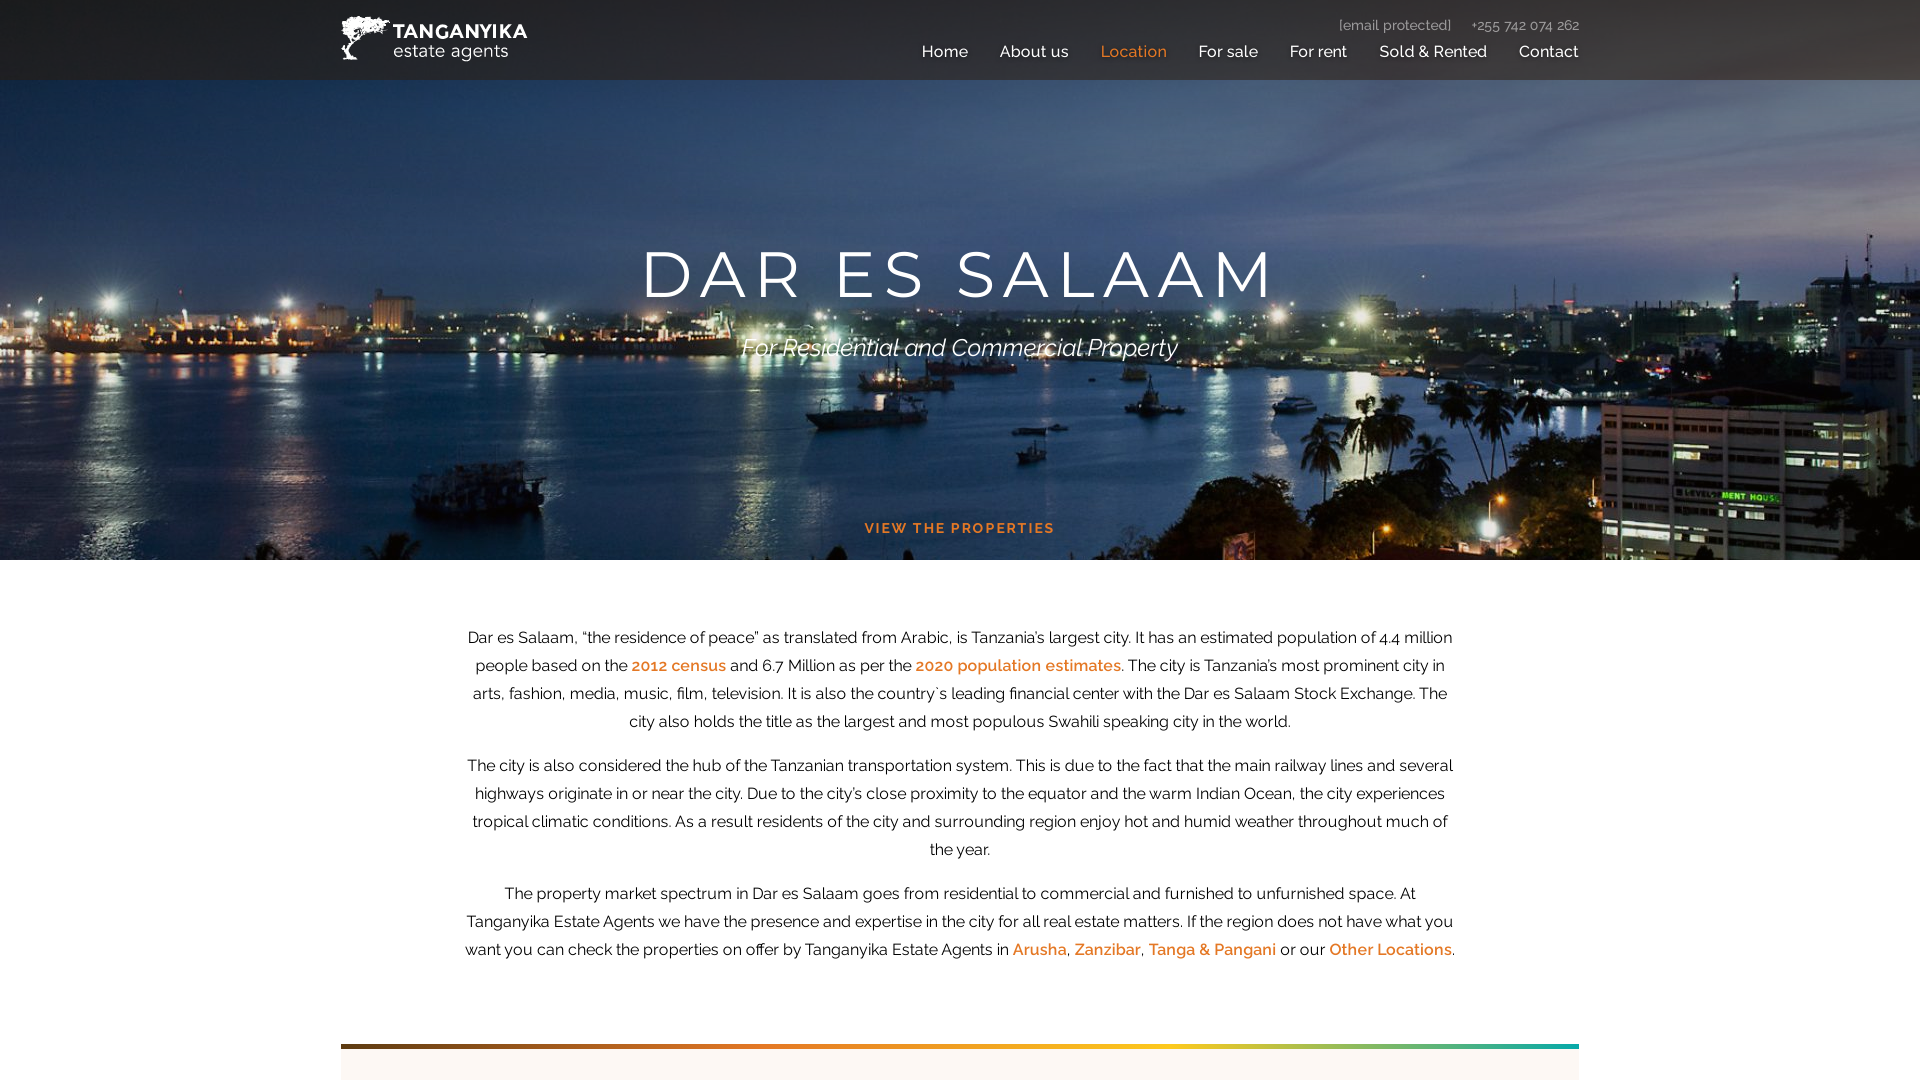 TANGANYIKA
estate agents
[email protected] +255 742 074 262
Home About us Location For sale For rent Sold & Rented Contact
DAR ES SALAAM
For Residential and Commercial Property
MENT HOUSE
VIEW THE PROPERTIES
Dar es Salaam, “the residence of peace” as translated from Arabic, is Tanzania’s largest city. It has an estimated population of 4.4 million
people based on the 2012 census and 6.7 Million as per the 2020 population estimates. The city is Tanzania’s most prominent city in
arts, fashion, media, music, film, television. It is also the country`s leading financial center with the Dar es Salaam Stock Exchange. The
city also holds the title as the largest and most populous Swahili speaking city in the world.
The city is also considered the hub of the Tanzanian transportation system. This is due to the fact that the main railway lines and several
highways originate in or near the city. Due to the city’s close proximity to the equator and the warm Indian Ocean, the city experiences
tropical climatic conditions. As a result residents of the city and surrounding region enjoy hot and humid weather throughout much of
the year.
The property market spectrum in Dar es Salaam goes from residential to commercial and furnished to unfurnished space. At
Tanganyika Estate Agents we have the presence and expertise in the city for all real estate matters. If the region does not have what you
want you can check the properties on offer by Tanganyika Estate Agents in Arusha, Zanzibar, Tanga & Pangani or our Other Locations.